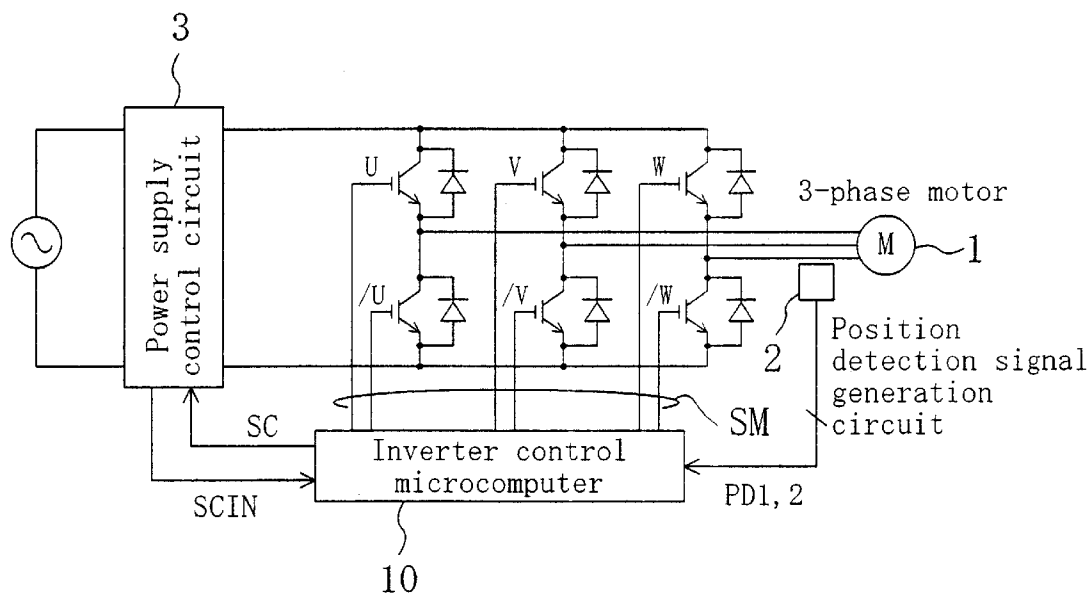 3
Power supply
control circuit
U
V
W
3-phase motor
M
1
/U
/V
/W
2
Position
detection signal
generation
circuit
SC
SM
Inverter control
microcomputer
SCIN
PD1, 2
10